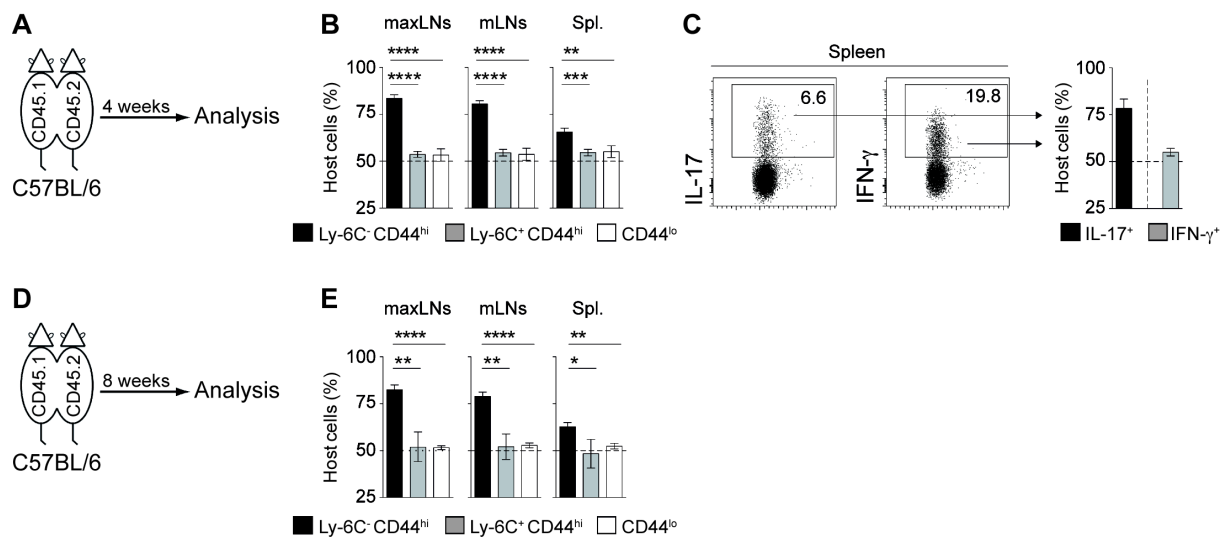 A
CD45.1
CD45.2
4 weeks
Analysis
C57BL/6
B
maxLNs
mLNs
Spl.
****
****
**
****
****
***
Host cells (%)
100
75
50
25
Ly-6C⁻ CD44ʰⁱ
Ly-6C⁺ CD44ʰⁱ
CD44ˡᵒ
C
Spleen
6.6
19.8
IL-17
IFN-γ
Host cells (%)
100
75
50
25
IL-17⁺
IFN-γ⁺
D
CD45.1
CD45.2
8 weeks
Analysis
C57BL/6
E
maxLNs
mLNs
Spl.
****
****
**
**
**
*
Host cells (%)
100
75
50
25
Ly-6C⁻ CD44ʰⁱ
Ly-6C⁺ CD44ʰⁱ
CD44ˡᵒ